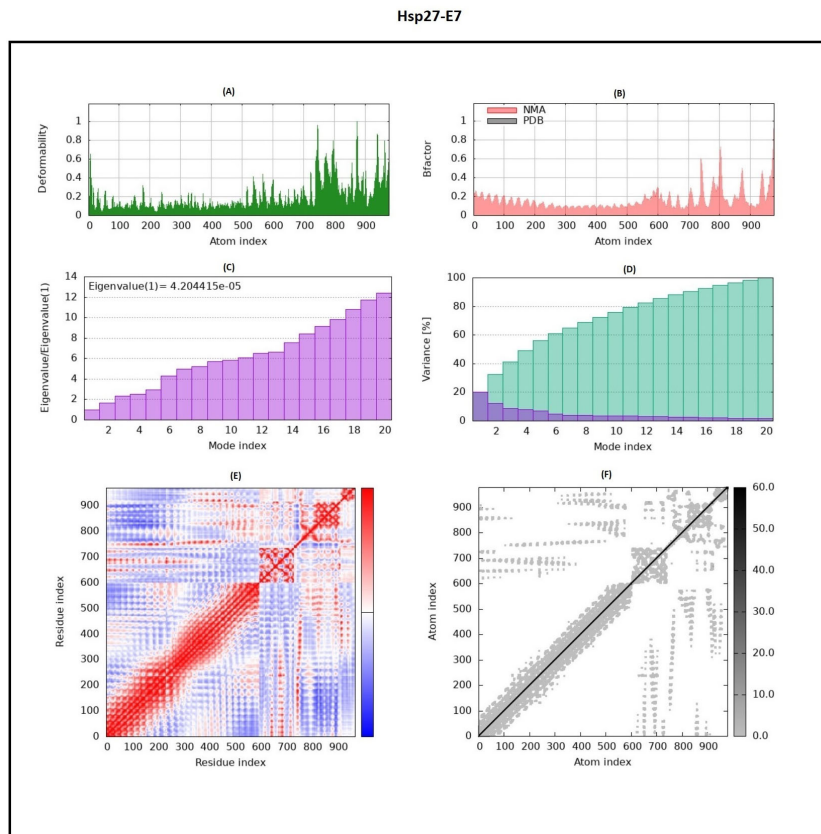 Hsp27-E7
(A)
Deformability
1
0.8
0.6
0.4
0.2
0
0 100 200 300 400 500 600 700 800 900
Atom index
(B)
NMA
PDB
Bfactor
1
0.8
0.6
0.4
0.2
0
0 100 200 300 400 500 600 700 800 900
Atom index
(C)
Eigenvalue(1)= 4.204415e-05
Eigenvalue/Eigenvalue(1)
14
12
10
8
6
4
2
0
2 4 6 8 10 12 14 16 18 20
Mode index
(D)
Variance [%]
100
80
60
40
20
0
2 4 6 8 10 12 14 16 18 20
Mode index
(E)
Residue index
900
800
700
600
500
400
300
200
100
0
0 100 200 300 400 500 600 700 800 900
Residue index
(F)
Atom index
900
800
700
600
500
400
300
200
100
0
0 100 200 300 400 500 600 700 800 900
Atom index
60.0
50.0
40.0
30.0
20.0
10.0
0.0